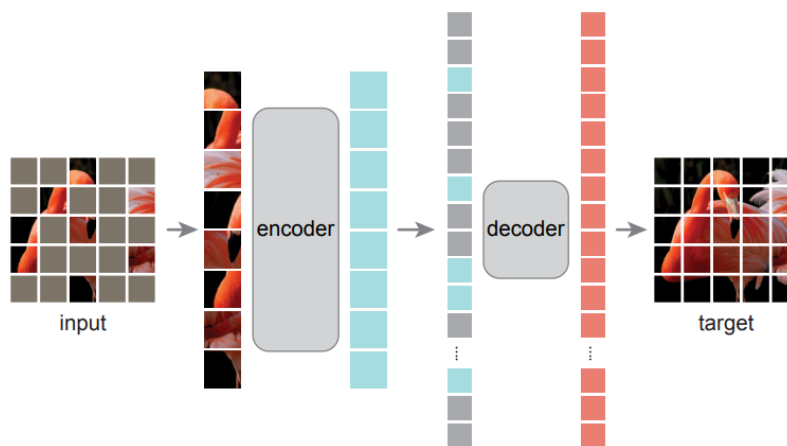 input
encoder
decoder
target